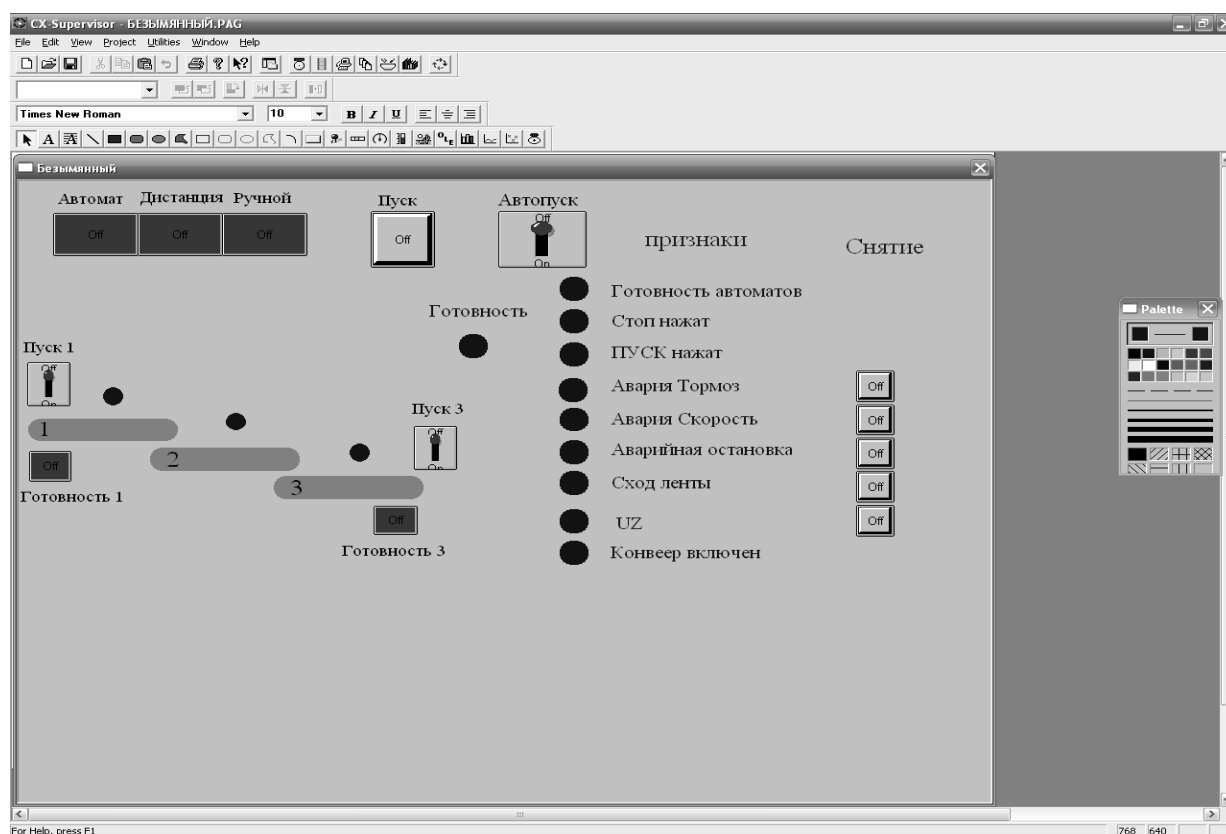 CX-Supervisor - БЕЗЫМЯННЫЙ.PAG
File Edit View Project Utilities Window Help
Times New Roman 10 B I U
A A OLE
Безымянный
Автомат Дистанция Ручной Пуск Автопуск
Off Off Off Off Off
On
признаки Снятие
Готовность автоматов
Готовность Стоп нажат
Пуск 1 ПУСК нажат
Off On
Авария Тормоз Off
Пуск 3 Авария Скорость Off
1 Off On
2 Аварийная остановка Off
Off
3 Сход ленты Off
Готовность 1
Off UZ Off
Готовность 3 Конвеер включен
Palette
For Help, press F1 768 640